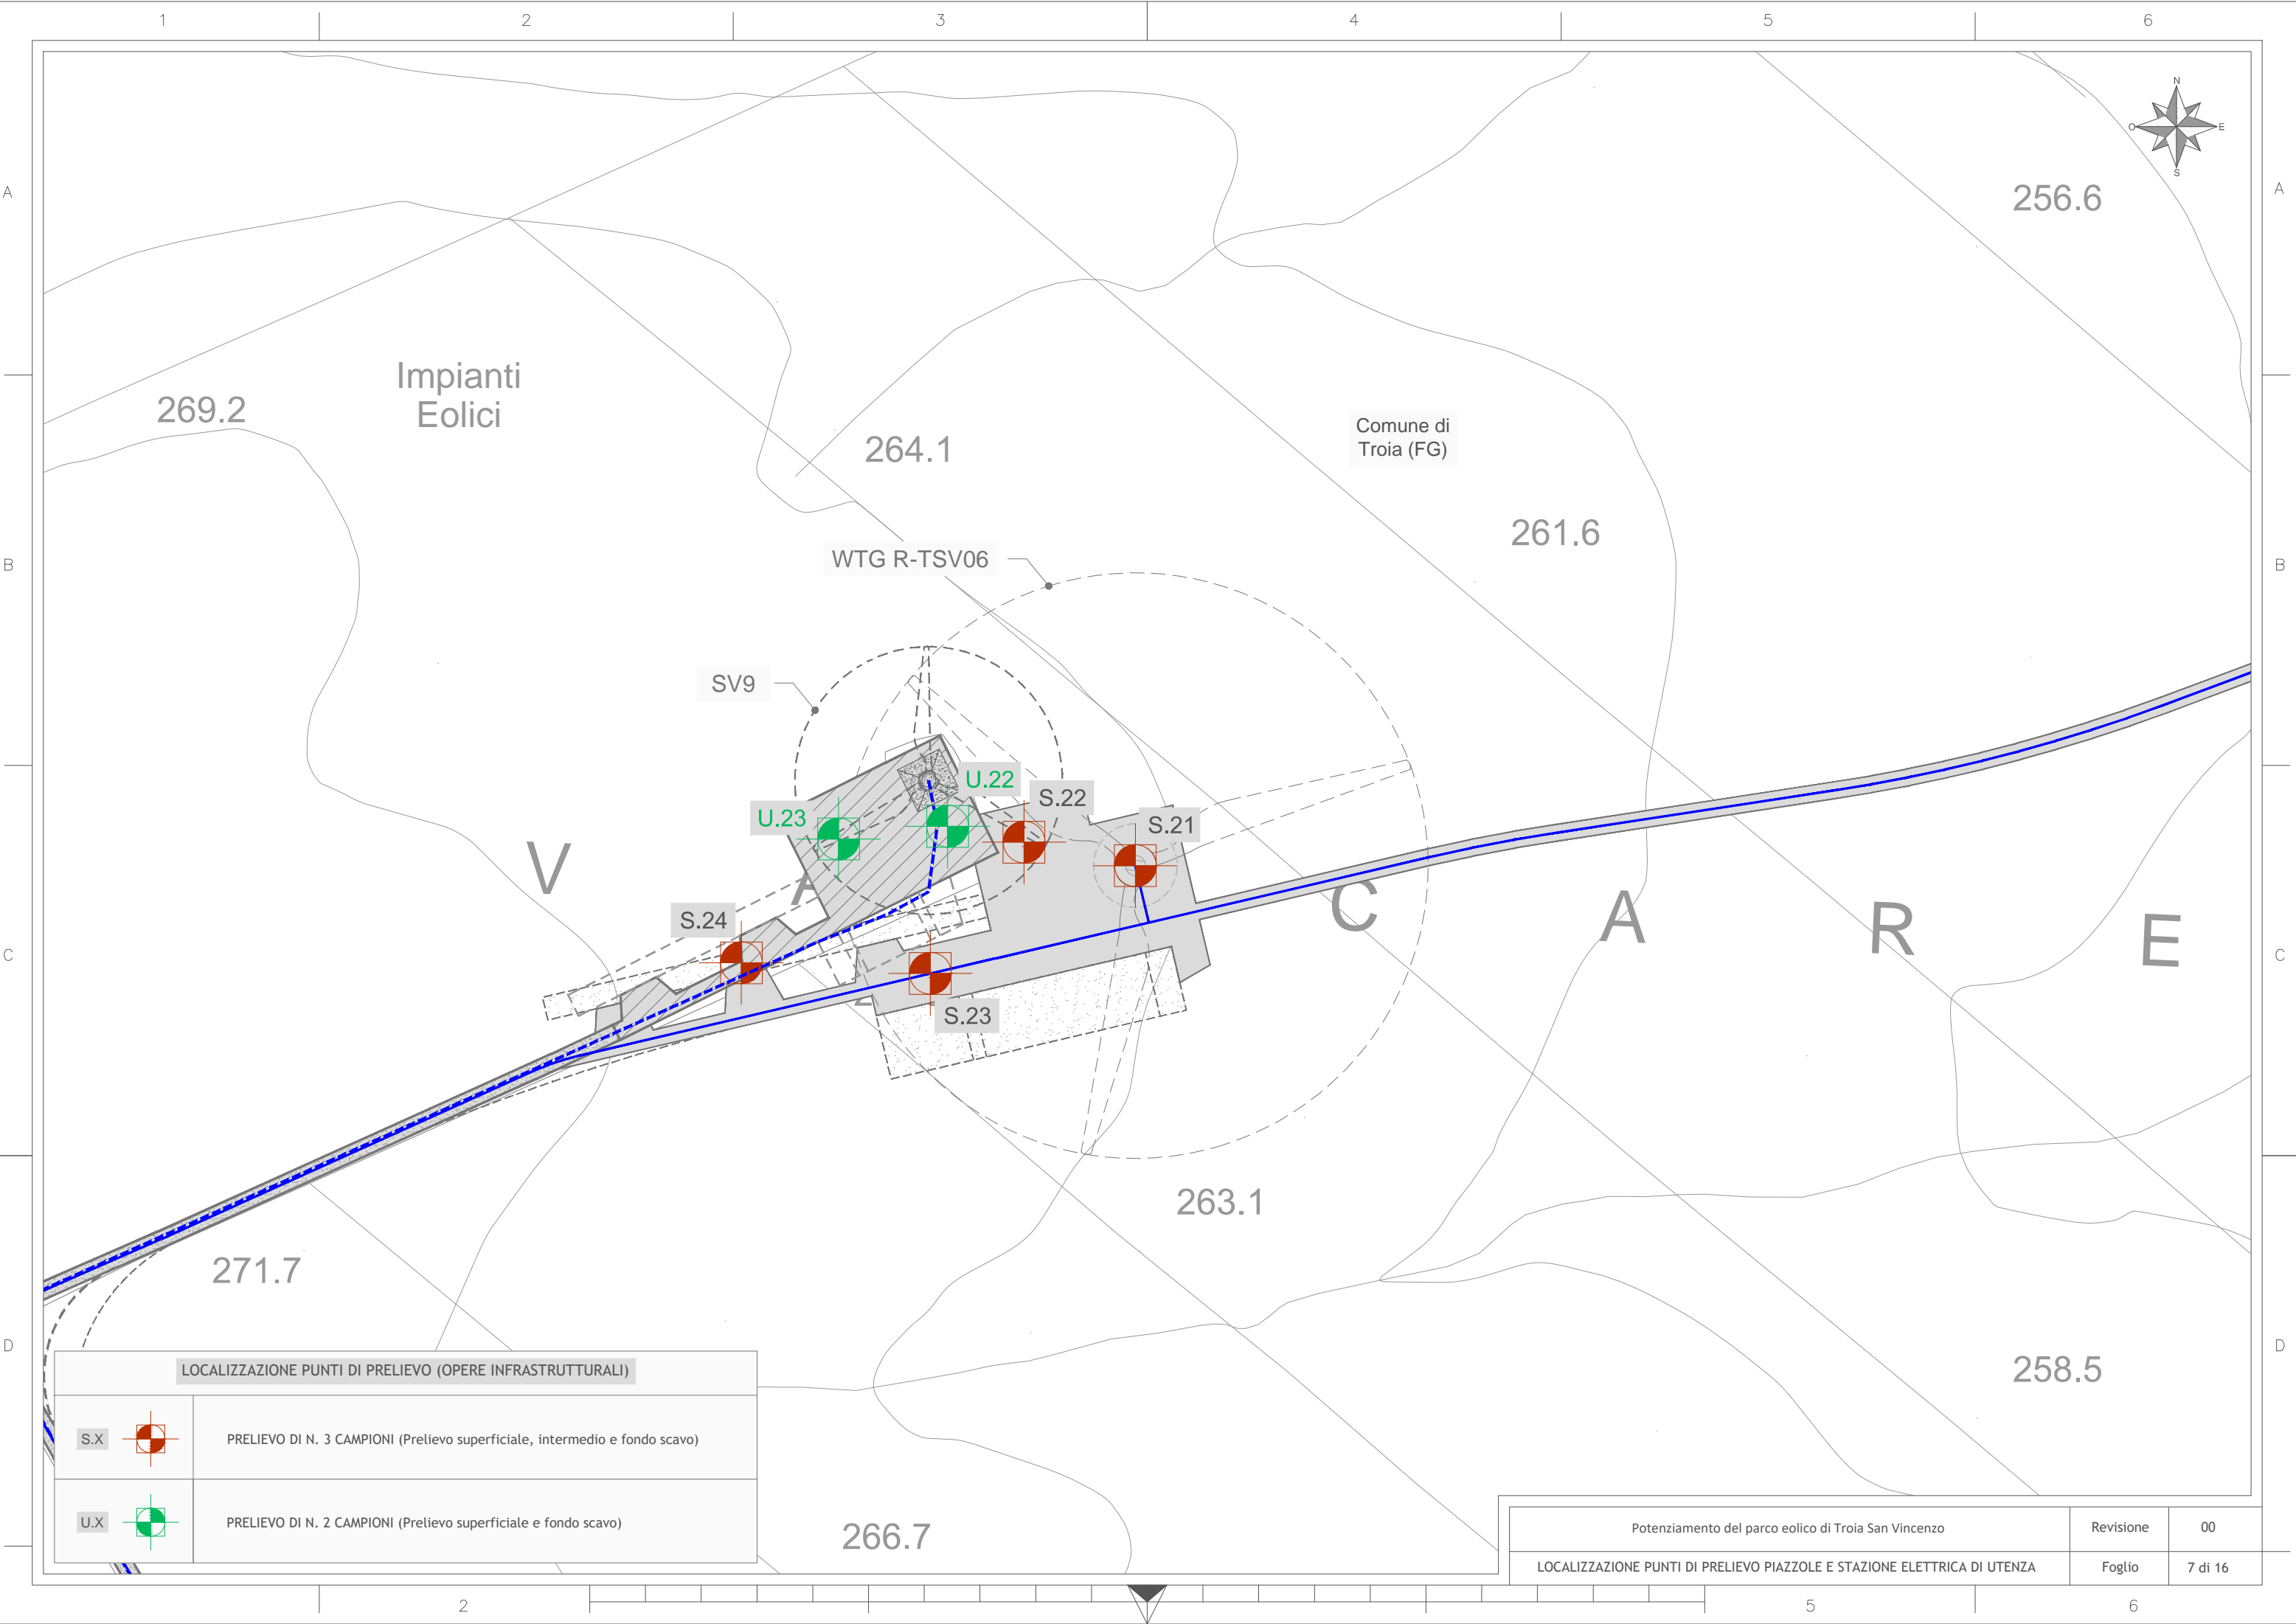 1 2 3 4 5 6
N
O E
S
A A
256.6
Impianti
Eolici
269.2
264.1
Comune di
Troia (FG)
261.6
WTG R-TSV06
B B
SV9
U.22
S.22
U.23
S.21
V A C A R E
S.24
C C
2
S.23
263.1
271.7
D D
258.5
LOCALIZZAZIONE PUNTI DI PRELIEVO (OPERE INFRASTRUTTURALI)
S.X PRELIEVO DI N. 3 CAMPIONI (Prelievo superficiale, intermedio e fondo scavo)
U.X PRELIEVO DI N. 2 CAMPIONI (Prelievo superficiale e fondo scavo)
266.7
Potenziamento del parco eolico di Troia San Vincenzo Revisione 00
LOCALIZZAZIONE PUNTI DI PRELIEVO PIAZZOLE E STAZIONE ELETTRICA DI UTENZA Foglio 7 di 16
2 5 6